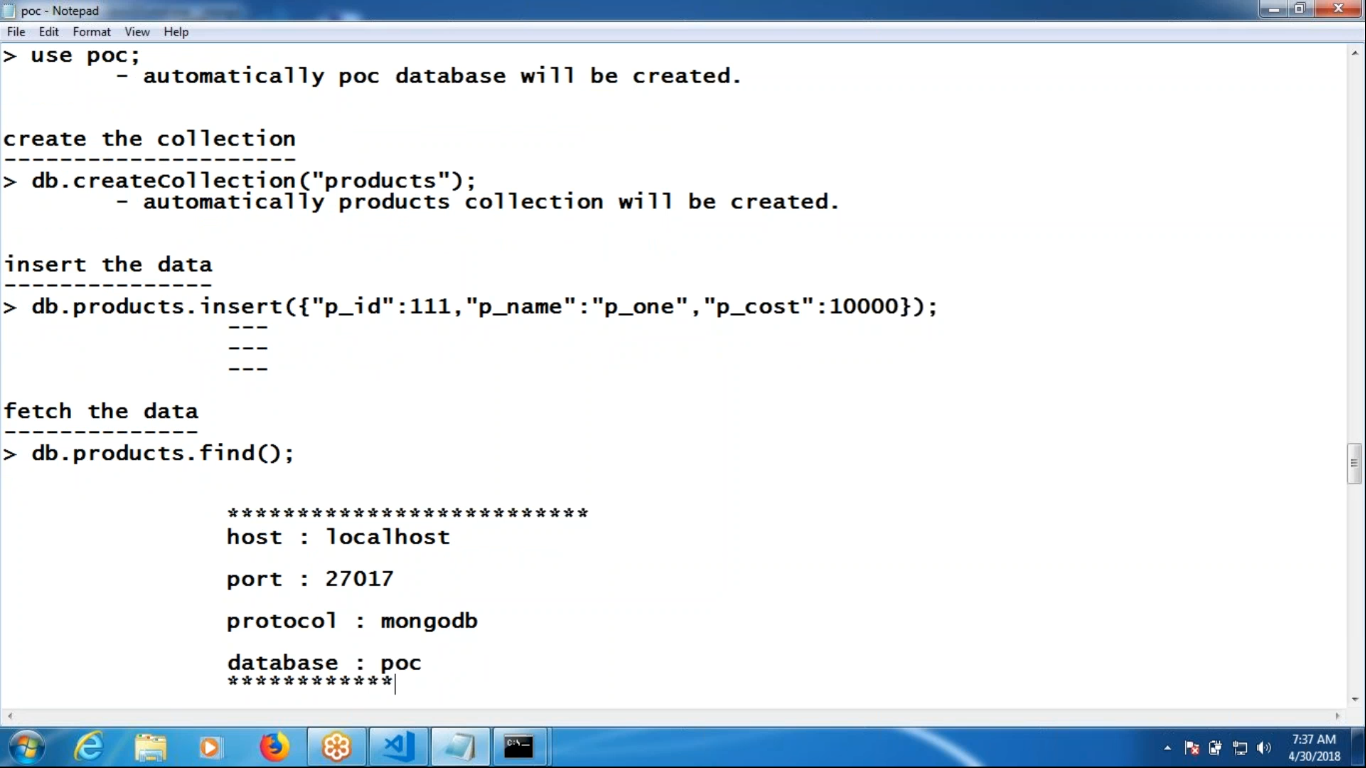 poc - Notepad
File Edit Format View Help
> use poc;
- automatically poc database will be created.
create the collection
---------------------
> db.createCollection("products");
- automatically products collection will be created.
insert the data
---------------
> db.products.insert({"p_id":111,"p_name":"p_one","p_cost":10000});
---
---
---
fetch the data
--------------
> db.products.find();
**************************
host : localhost
port : 27017
protocol : mongodb
database : poc
************
7:37 AM
4/30/2018